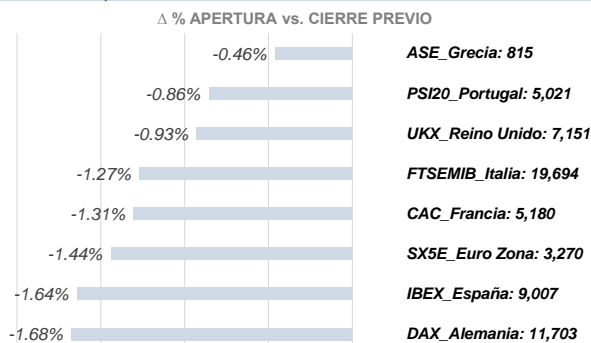 Δ % APERTURA vs. CIERRE PREVIO
-0.46% ASE_Grecia: 815
-0.86% PSI20_Portugal: 5,021
-0.93% UKX_Reino Unido: 7,151
-1.27% FTSEMIB_Italia: 19,694
-1.31% CAC_Francia: 5,180
-1.44% SX5E_Euro Zona: 3,270
-1.64% IBEX_España: 9,007
-1.68% DAX_Alemania: 11,703